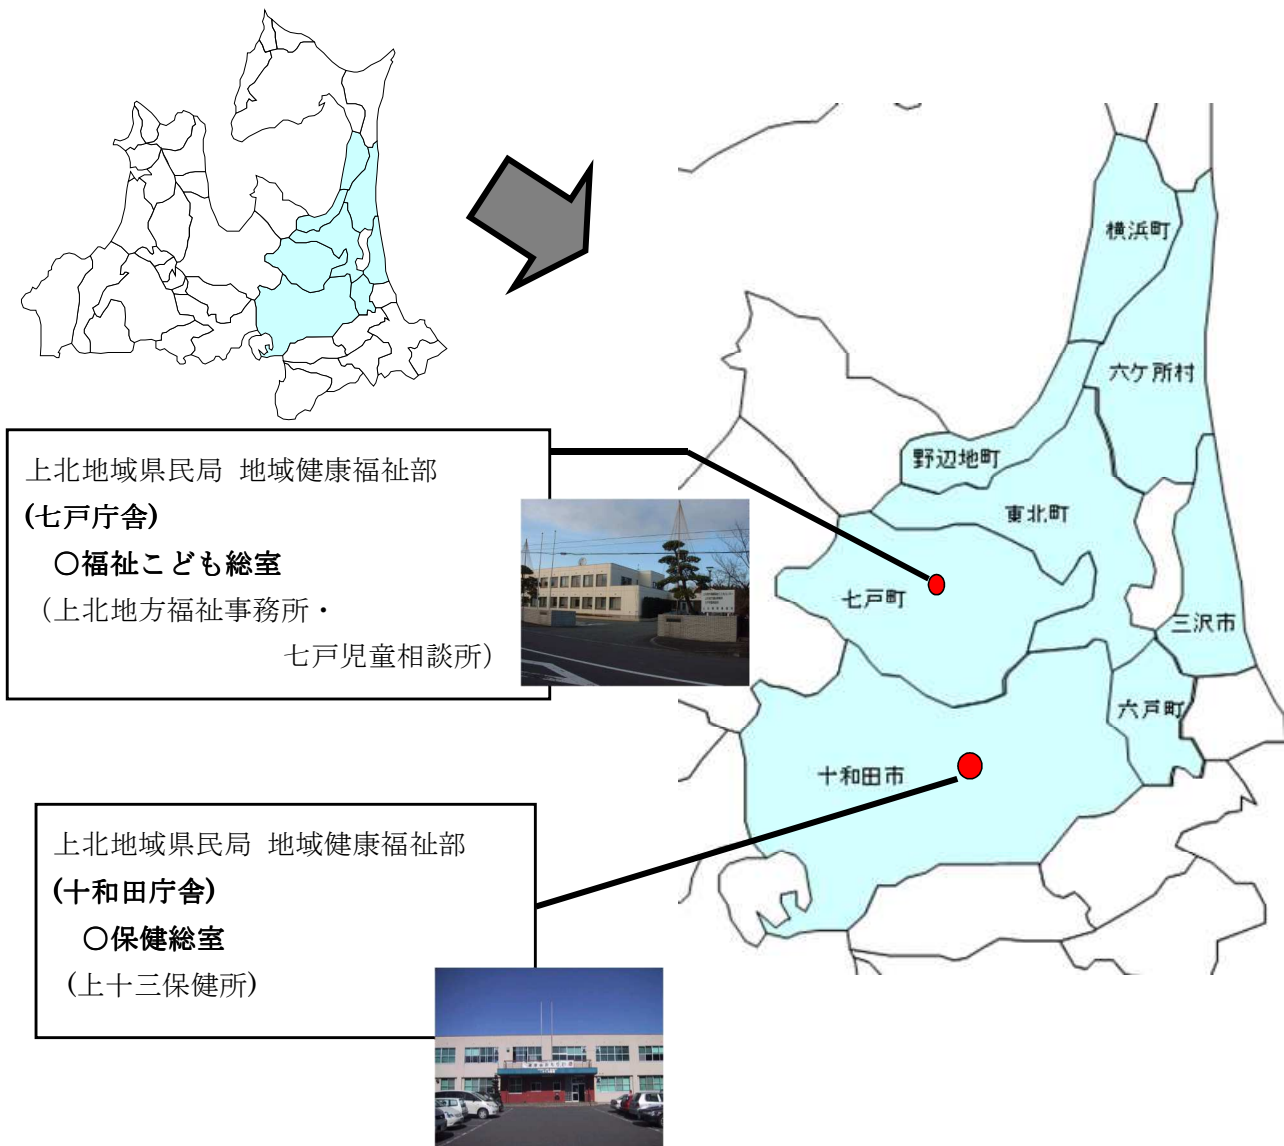 横浜町
六ケ所村
野辺地町
東北町
七戸町
三沢市
六戸町
十和田市
上北地域県民局 地域健康福祉部
(七戸庁舎)
○福祉こども総室
(上北地方福祉事務所・
七戸児童相談所)
上北地域県民局 地域健康福祉部
(十和田庁舎)
○保健総室
(上十三保健所)